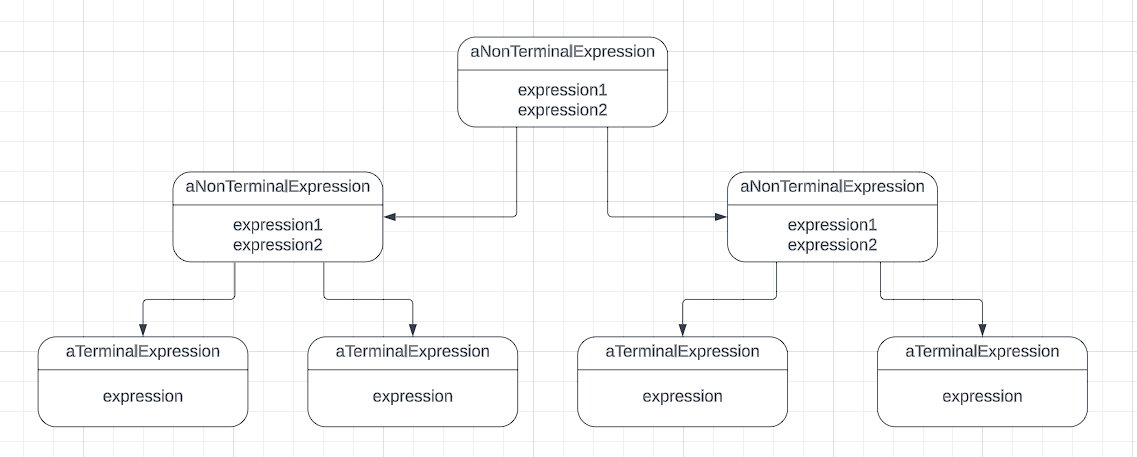 aNonTerminalExpression
expression1
expression2
aNonTerminalExpression
expression1
expression2
aNonTerminalExpression
expression1
expression2
aTerminalExpression
expression
aTerminalExpression
expression
aTerminalExpression
expression
aTerminalExpression
expression